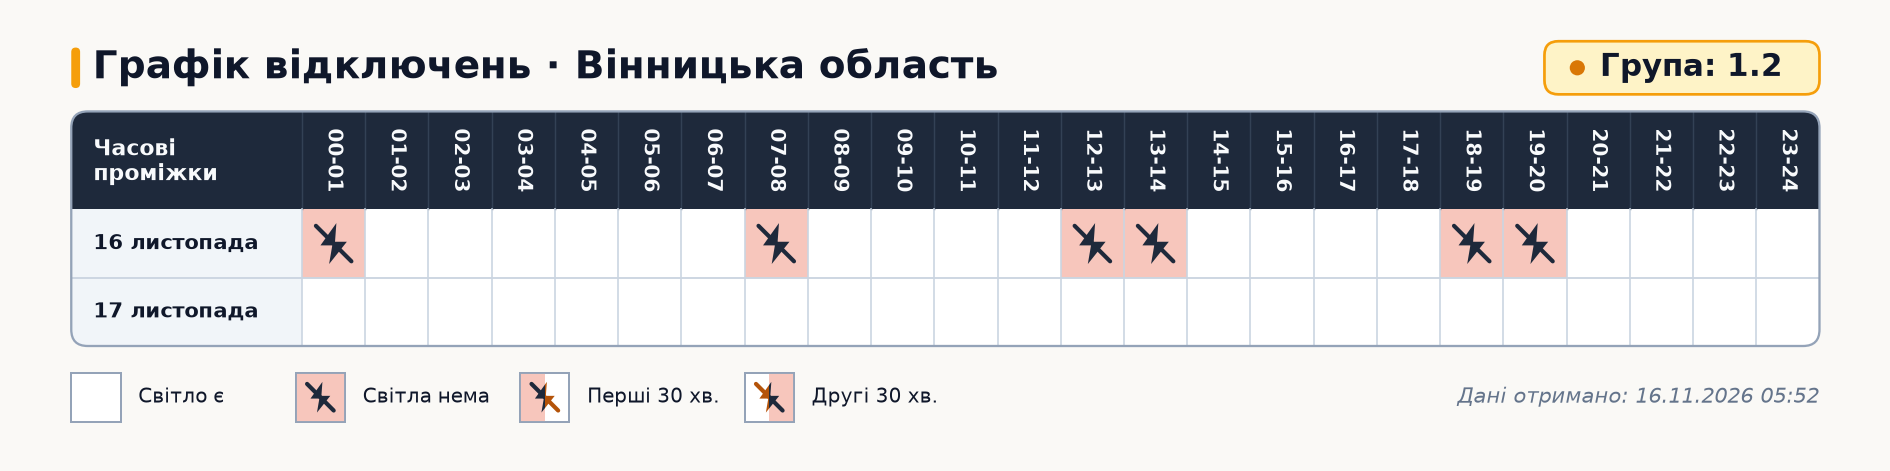 Графік відключень · Вінницька область
Група: 1.2
Часові
проміжки
00-01
01-02
02-03
03-04
04-05
05-06
06-07
07-08
08-09
09-10
10-11
11-12
12-13
13-14
14-15
15-16
16-17
17-18
18-19
19-20
20-21
21-22
22-23
23-24
16 листопада
17 листопада
Світло є
Світла нема
Перші 30 хв.
Другі 30 хв.
Дані отримано: 16.11.2026 05:52